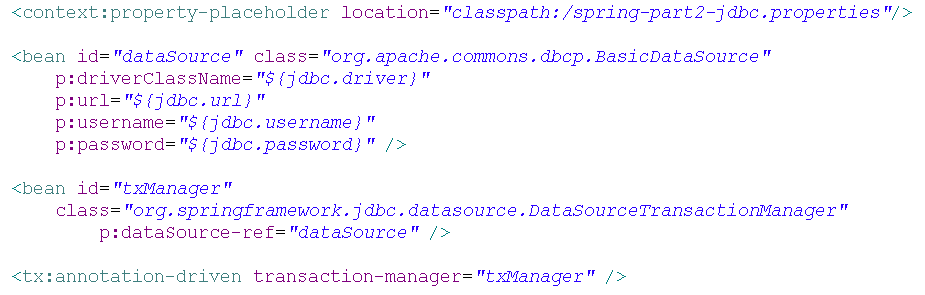 <context:property-placeholder location="classpath:/spring-part2-jdbc.properties"/>
<bean id="dataSource" class="org.apache.commons.dbcp.BasicDataSource"
p:driverClassName="${jdbc.driver}"
p:url="${jdbc.url}"
p:username="${jdbc.username}"
p:password="${jdbc.password}" />
<bean id="txManager"
class="org.springframework.jdbc.datasource.DataSourceTransactionManager"
p:dataSource-ref="dataSource" />
<tx:annotation-driven transaction-manager="txManager" />